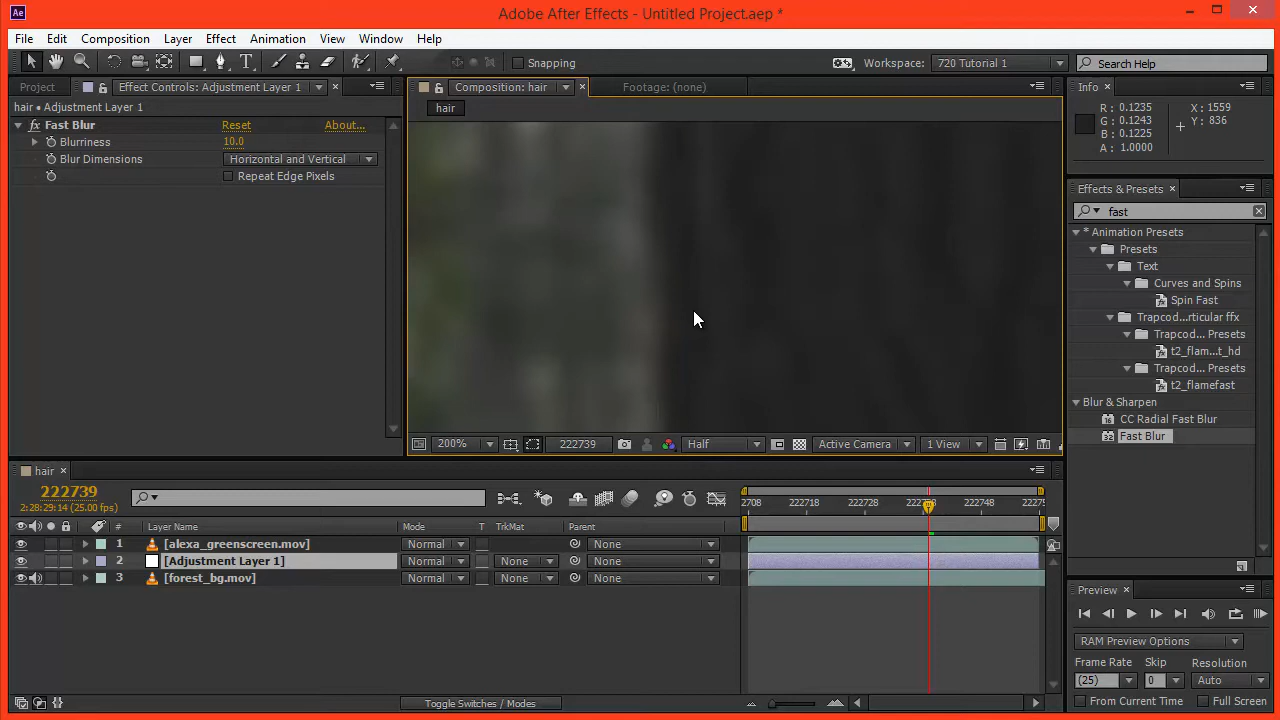 Ae Adobe After Effects - Untitled Project.aep *
File Edit Composition Layer Effect Animation View Window Help
Snapping Workspace: 720 Tutorial 1 Search Help
Project Effect Controls: Adjustment Layer 1 Composition: hair Footage: (none) Info
hair • Adjustment Layer 1
hair
fx Fast Blur Reset About...
Blurriness 10.0
Blur Dimensions Horizontal and Vertical
Repeat Edge Pixels
R: 0.1235 X: 1559
G: 0.1243 Y: 836
B: 0.1225
A: 1.0000
Effects & Presets
fast
* Animation Presets
Presets
Text
Curves and Spins
Spin Fast
Trapcod...rticular ffx
Trapcod... Presets
t2_flam...t_hd
Trapcod... Presets
t2_flamefast
Blur & Sharpen
CC Radial Fast Blur
Fast Blur
200% 222739 Half Active Camera 1 View
hair
222739
2:28:29:14 (25.00 fps)
2708 222718 222728 222748
# Layer Name Mode T TrkMat Parent
1 [alexa_greenscreen.mov] Normal None
2 [Adjustment Layer 1] Normal None None
3 [forest_bg.mov] Normal None None
Toggle Switches / Modes
Preview
RAM Preview Options
Frame Rate Skip Resolution
(25) 0 Auto
From Current Time Full Screen